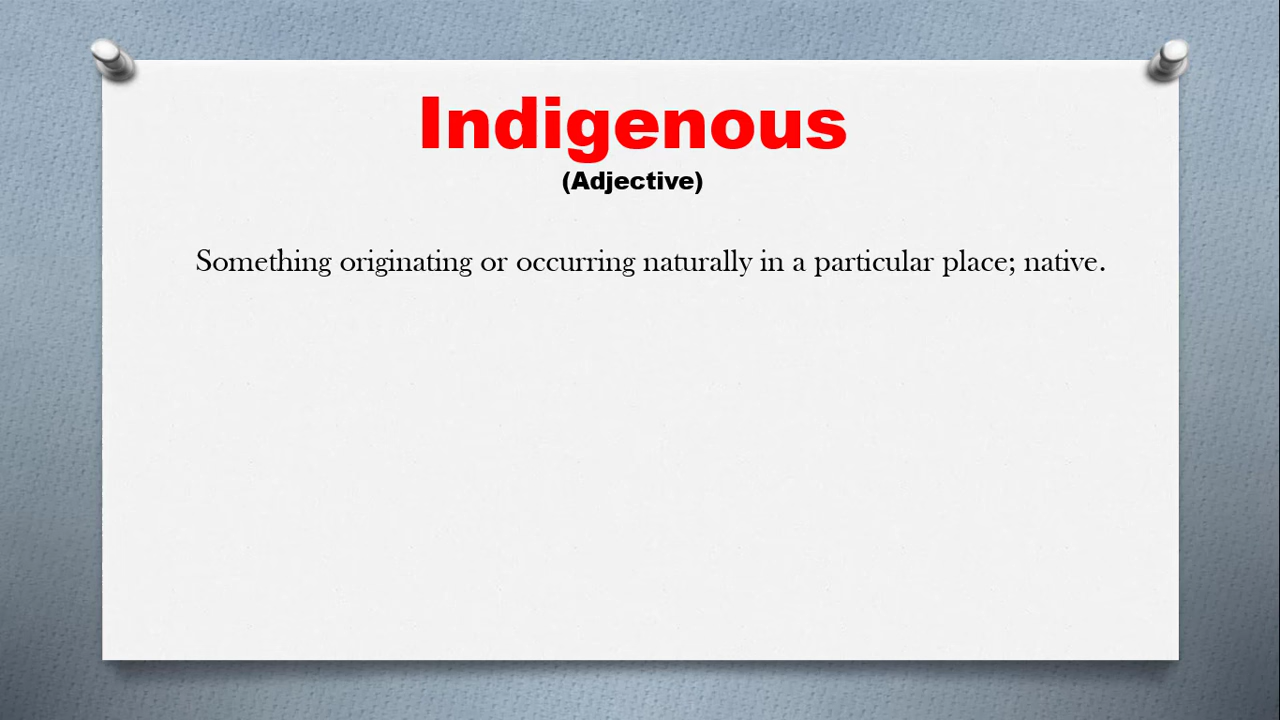 Indigenous
(Adjective)
Something originating or occurring naturally in a particular place; native.